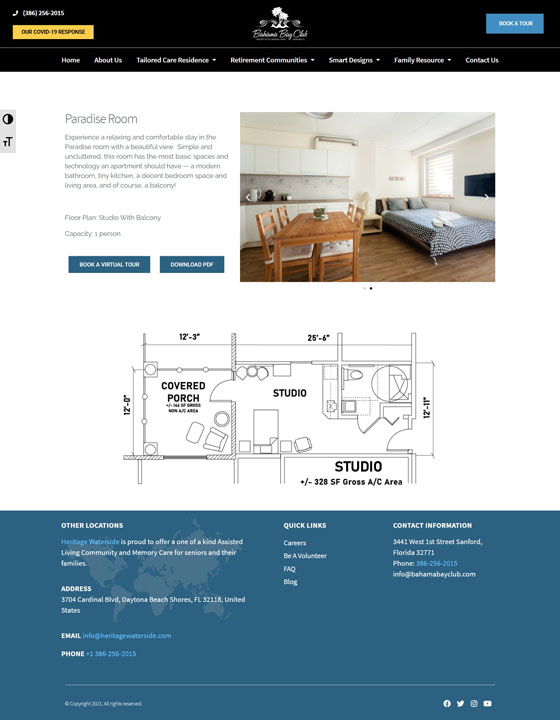 (386) 256-2015
OUR COVID-19 RESPONSE
Bahama Bay Club
BOOK A TOUR
Home
About Us
Tailored Care Residence
Retirement Communities
Smart Designs
Family Resource
Contact Us
Paradise Room
Experience a relaxing and comfortable stay in the
Paradise room with a beautiful view. Simple and
uncluttered, this room has the most basic spaces and
technology an apartment should have — a modern
bathroom, tiny kitchen, a decent bedroom space and
living area, and of course, a balcony!
Floor Plan: Studio With Balcony
Capacity: 1 person
BOOK A VIRTUAL TOUR
DOWNLOAD PDF
12'-3"
25'-6"
COVERED
PORCH
+/- 144 SF GROSS
NON A/C AREA
12'-0"
STUDIO
12'-11"
STUDIO
+/- 328 SF Gross A/C Area
OTHER LOCATIONS
Heritage Waterside is proud to offer a one of a kind Assisted
Living Community and Memory Care for seniors and their
families.
ADDRESS
3704 Cardinal Blvd, Daytona Beach Shores, FL 32118, United
States
EMAIL info@heritagewaterside.com
PHONE +1 386-256-2015
QUICK LINKS
Careers
Be A Volunteer
FAQ
Blog
CONTACT INFORMATION
3441 West 1st Street Sanford,
Florida 32771
Phone: 386-256-2015
info@bahamabayclub.com
© Copyright 2021. All rights reserved.